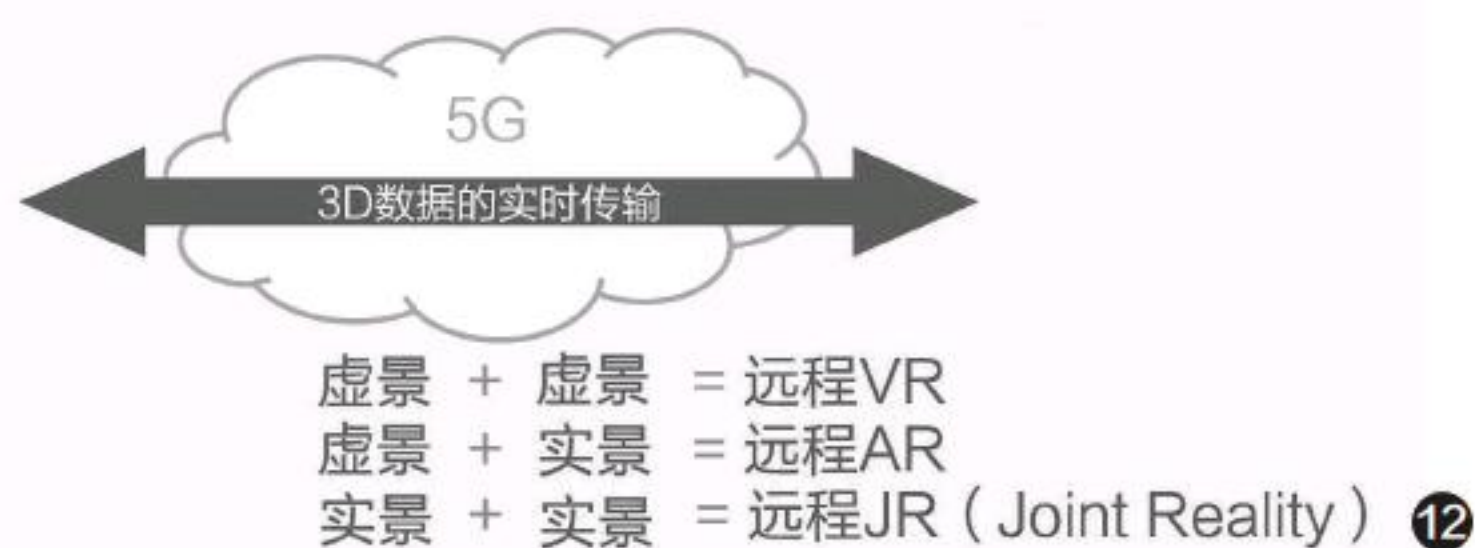 5G
3D数据的实时传输
虚景 + 虚景 = 远程VR
虚景 + 实景 = 远程AR
实景 + 实景 = 远程JR（Joint Reality） 12